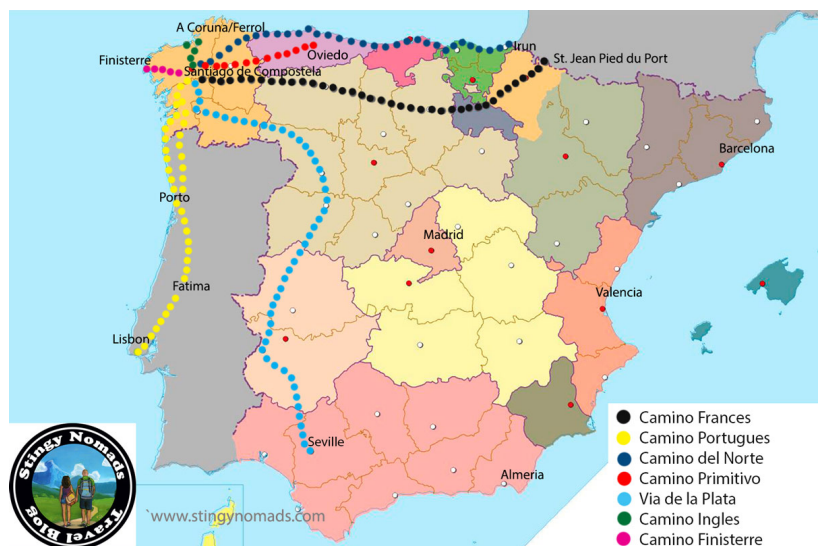 A Coruna/Ferrol
Finisterre
Oviedo
Irun
St. Jean Pied du Port
Santiago de Compostela
Barcelona
Porto
Madrid
Fatima
Valencia
Lisbon
Seville
Almeria
Camino Frances
Camino Portugues
Camino del Norte
Camino Primitivo
Via de la Plata
Camino Ingles
Camino Finisterre
Stingy Nomads
Travel Blog
www.stingynomads.com